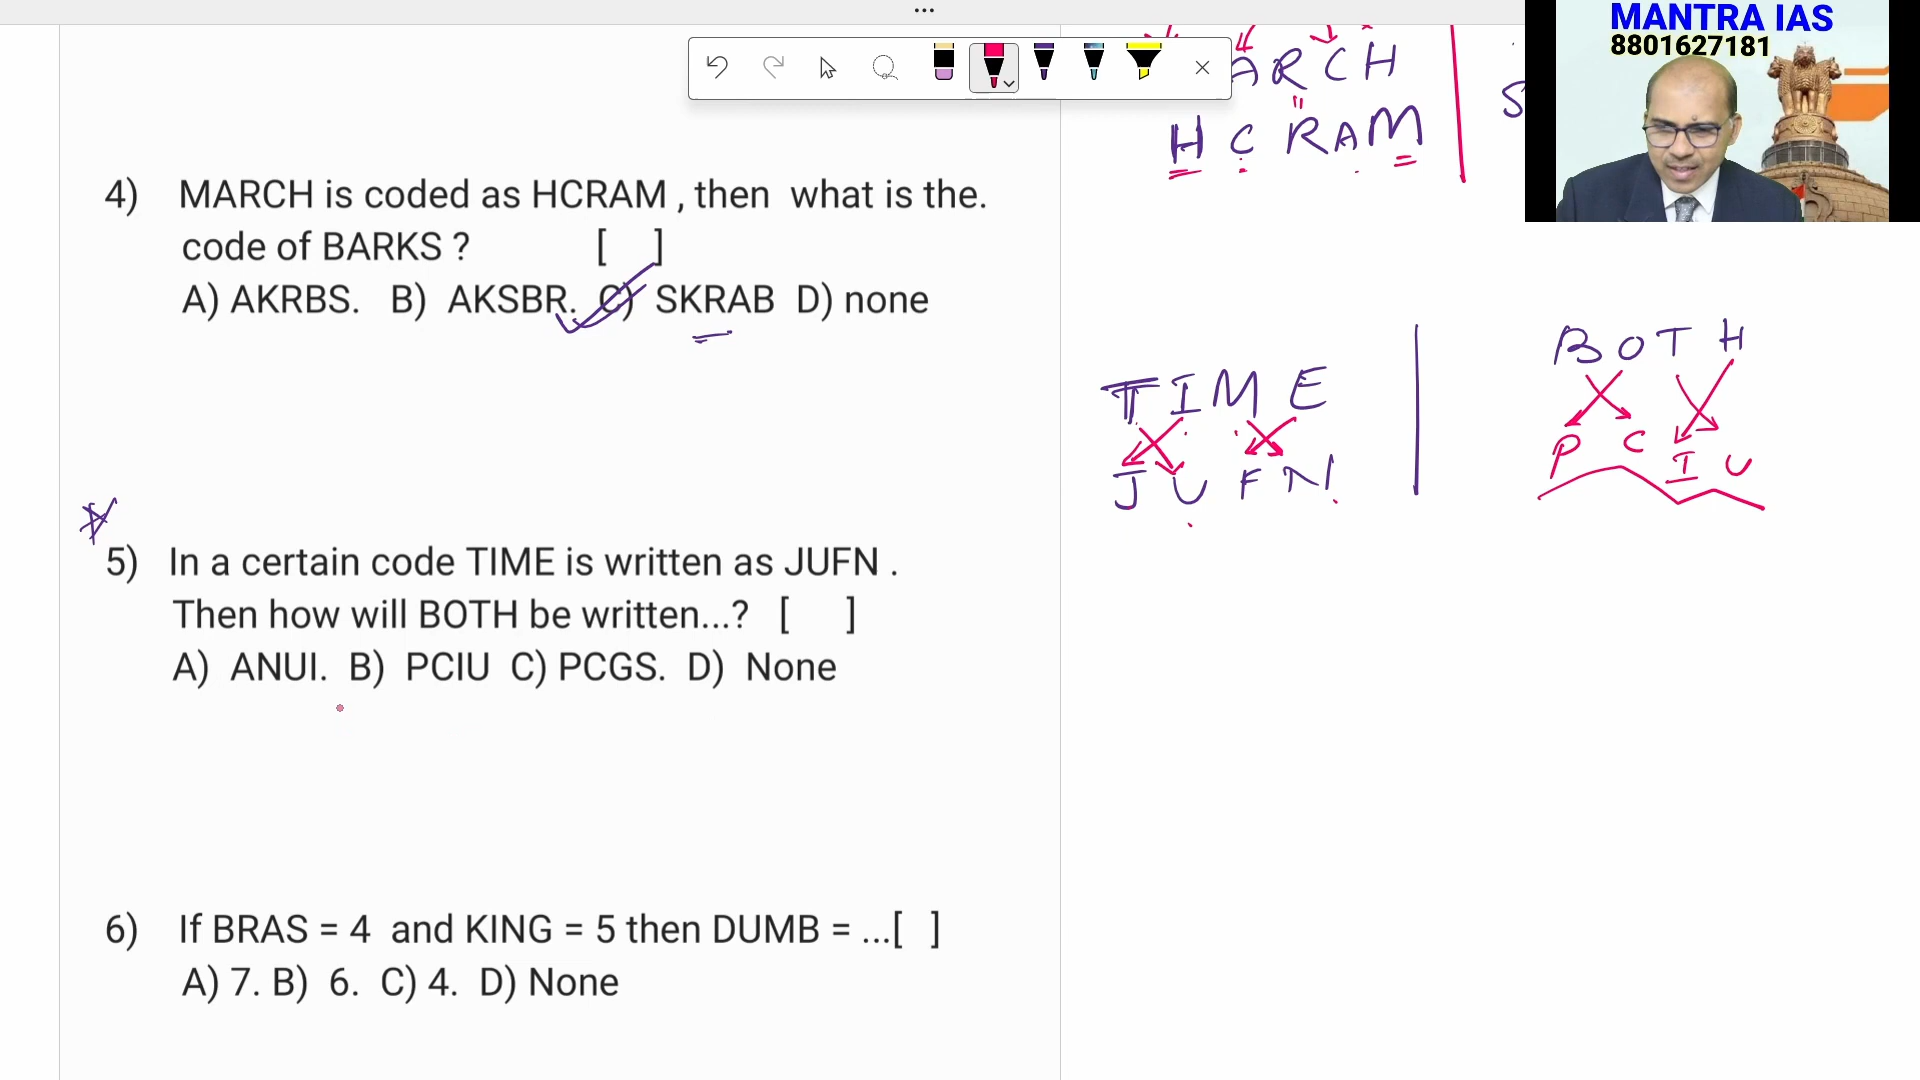 MANTRA IAS
8801627181
ARCH
HCRAM
S
4) MARCH is coded as HCRAM , then what is the.
code of BARKS ? [ ]
A) AKRBS. B) AKSBR. C) SKRAB D) none
TIME
JUFN
BOTH
PCIU
5) In a certain code TIME is written as JUFN .
Then how will BOTH be written...? [ ]
A) ANUI. B) PCIU C) PCGS. D) None
6) If BRAS = 4 and KING = 5 then DUMB = ...[ ]
A) 7. B) 6. C) 4. D) None